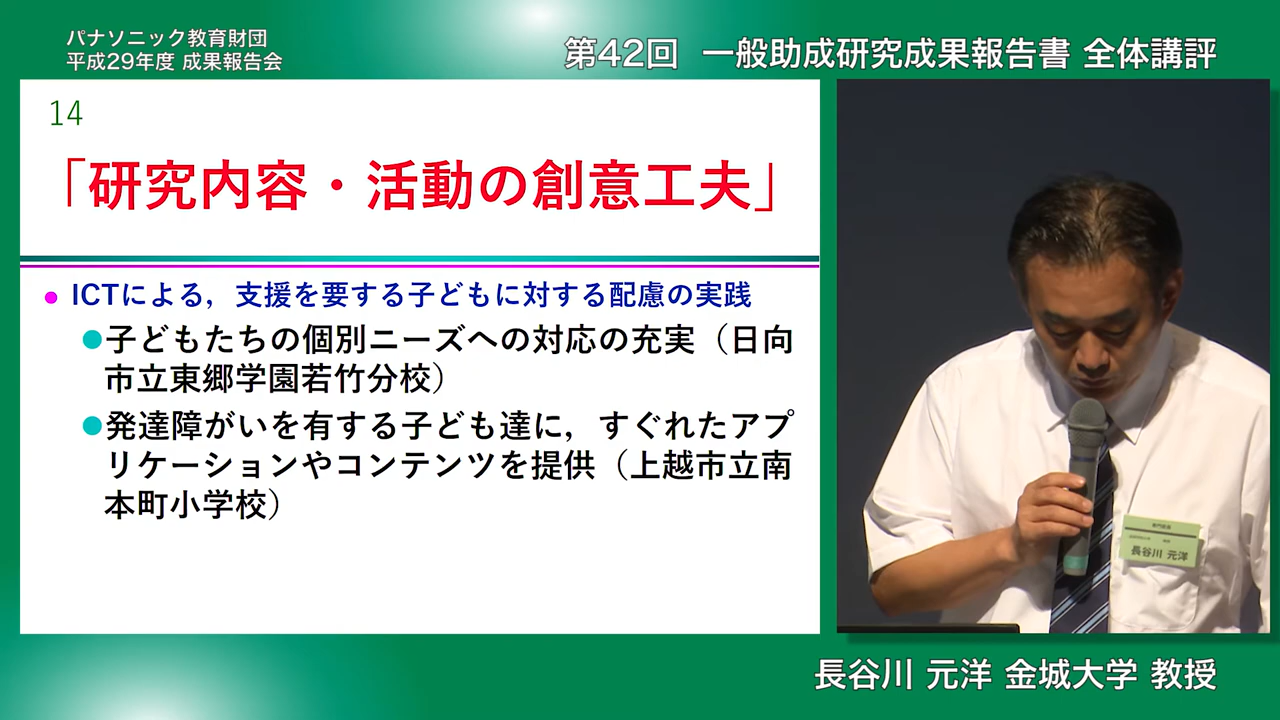 パナソニック教育財団
平成29年度 成果報告会
第42回 一般助成研究成果報告書 全体講評
14
「研究内容・活動の創意工夫」
● ICTによる，支援を要する子どもに対する配慮の実践
●子どもたちの個別ニーズへの対応の充実（日向
市立東郷学園若竹分校）
●発達障がいを有する子ども達に，すぐれたアプ
リケーションやコンテンツを提供（上越市立南
本町小学校）
長谷川 元洋
長谷川 元洋 金城大学 教授